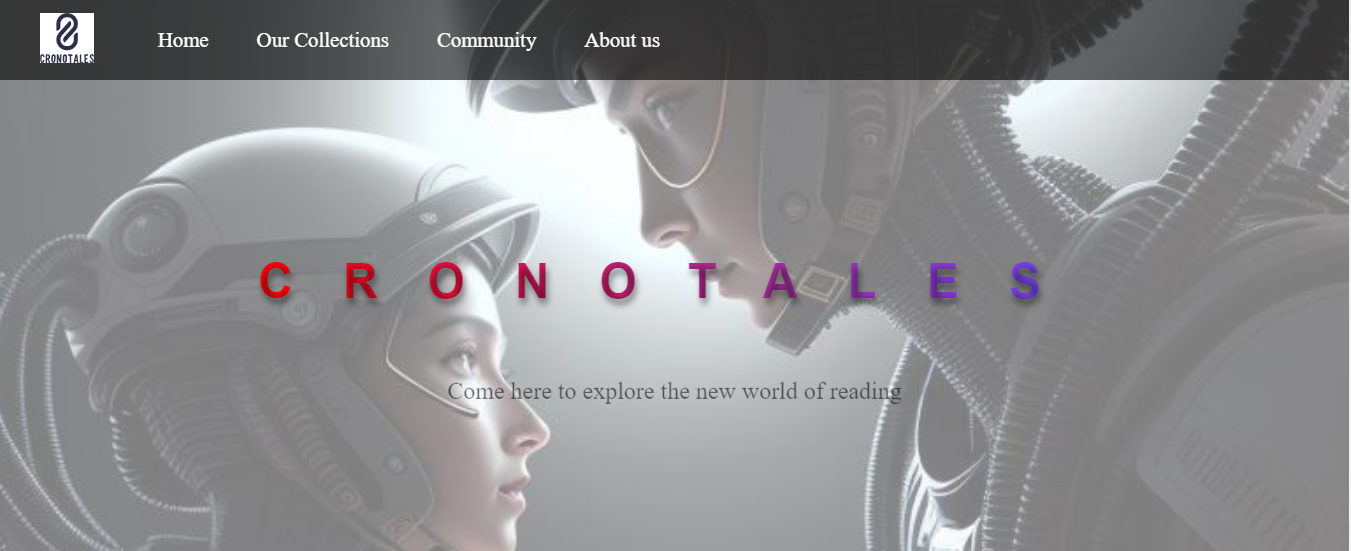 CRONOTALES
Home Our Collections Community About us
C R O N O T A L E S
Come here to explore the new world of reading